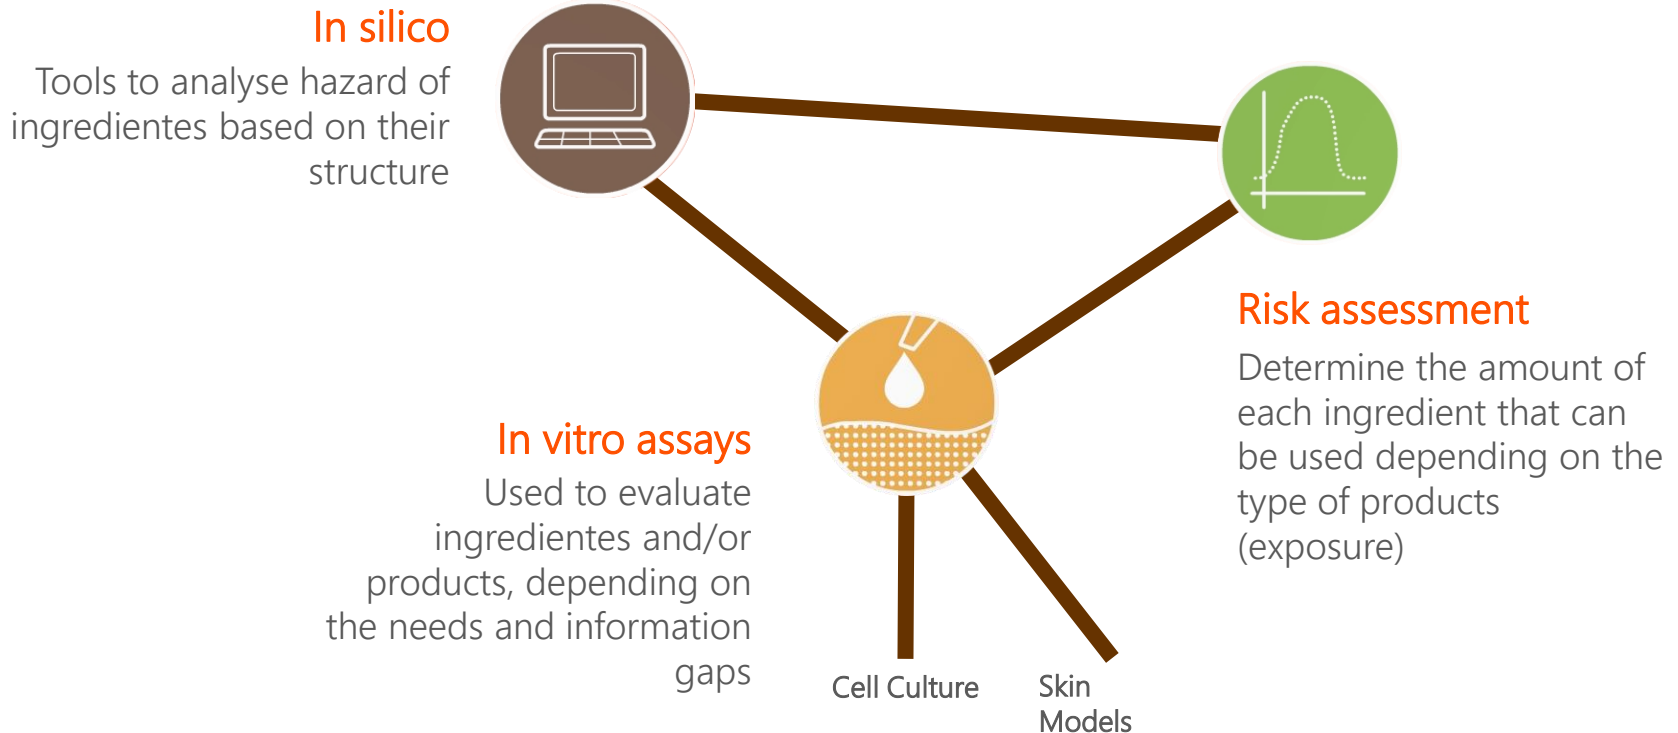 In silico
Tools to analyse hazard of
ingredientes based on their
structure
Risk assessment
Determine the amount of
each ingredient that can
be used depending on the
type of products
(exposure)
In vitro assays
Used to evaluate
ingredientes and/or
products, depending on
the needs and information
gaps
Cell Culture
Skin
Models